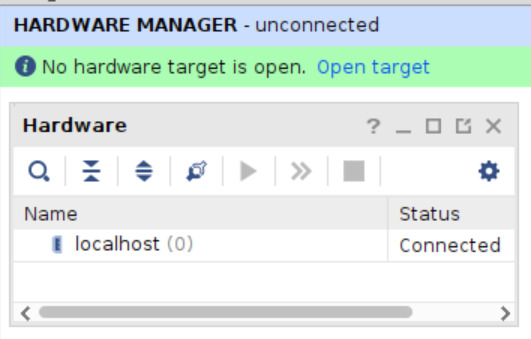 HARDWARE MANAGER - unconnected
No hardware target is open. Open target
Hardware
Name Status
localhost (0) Connected